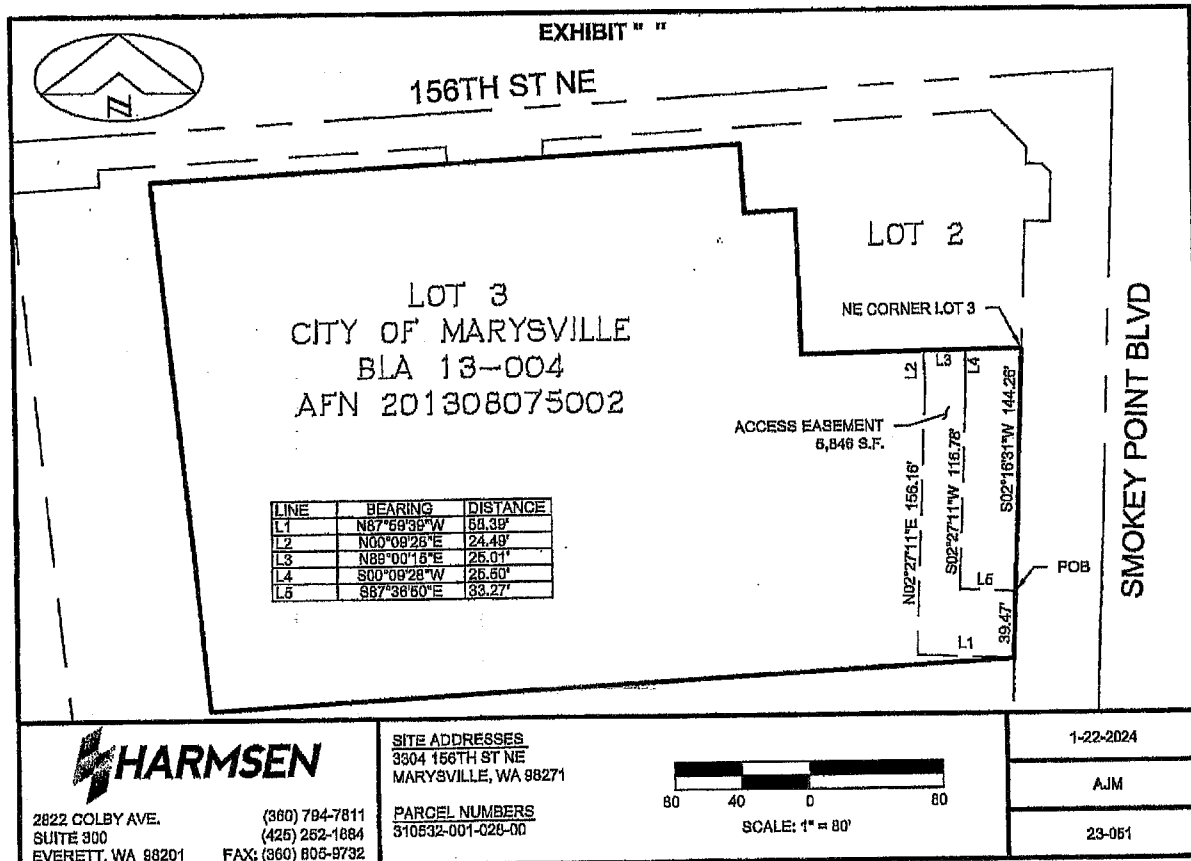 EXHIBIT " "
156TH ST NE
N
LOT 2
LOT 3
CITY OF MARYSVILLE
BLA 13-004
AFN 201308075002
NE CORNER LOT 3
SMOKEY POINT BLVD
L2
L3
L4
ACCESS EASEMENT
6,846 S.F.
N02°27'11"E 156.16'
S02°27'11"W 116.78'
S02°16'31"W 144.26'
L5
POB
39.47'
L1
LINE BEARING DISTANCE
L1 N87°59'39"W 58.39'
L2 N00°09'28"E 24.49'
L3 N89°00'15"E 25.01'
L4 S00°09'28"W 25.50'
L5 S87°36'50"E 33.27'
HARMSEN
2822 COLBY AVE.
SUITE 300
EVERETT, WA 98201
(360) 794-7811
(425) 252-1884
FAX: (360) 805-9732
SITE ADDRESSES
3304 156TH ST NE
MARYSVILLE, WA 98271
PARCEL NUMBERS
310532-001-028-00
80 40 0 80
SCALE: 1" = 80'
1-22-2024
AJM
23-051